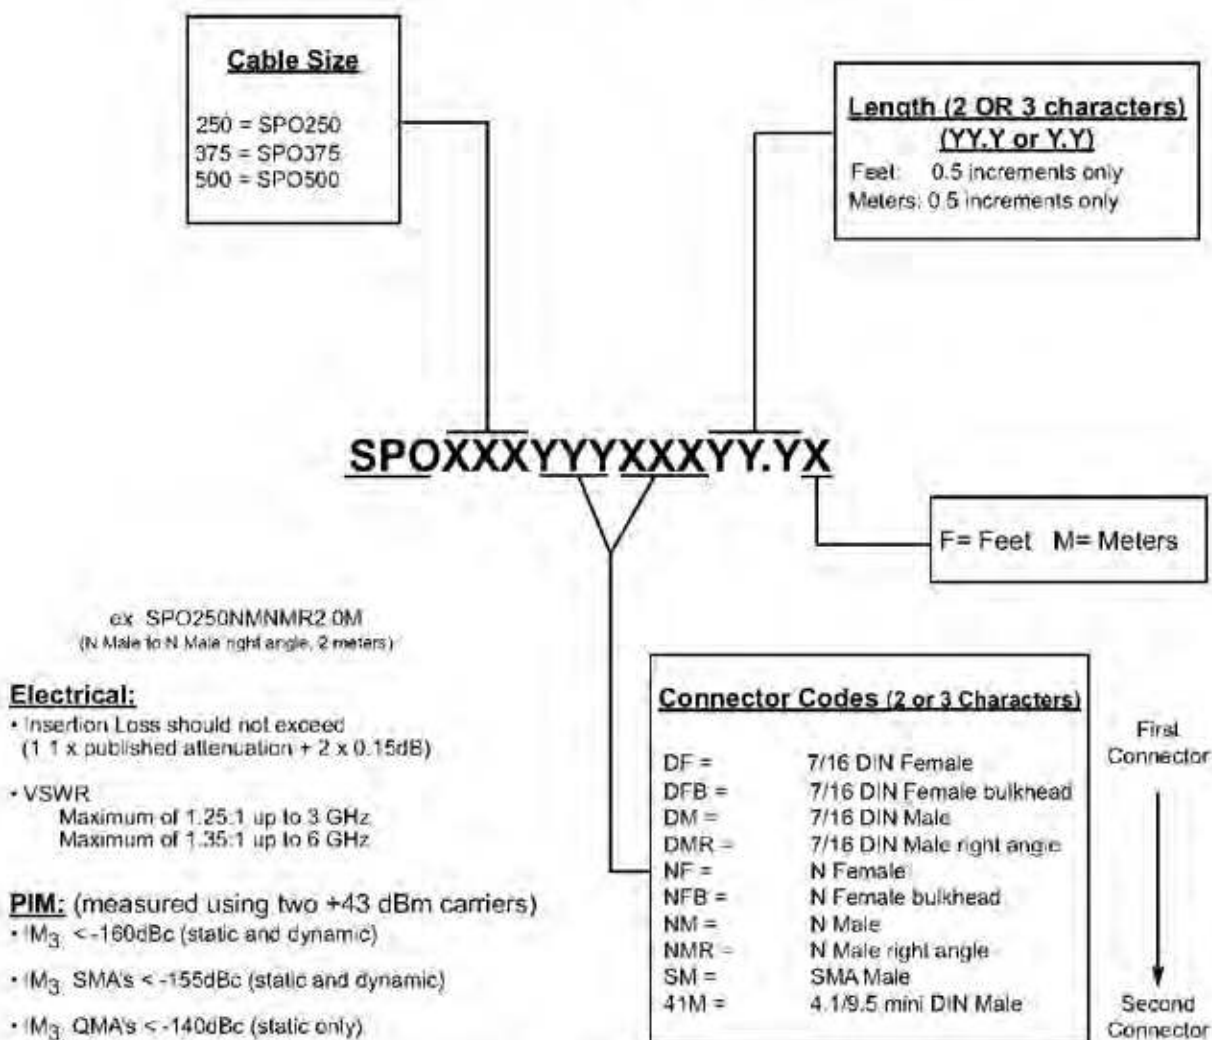 Cable Size
250 = SPO250
375 = SPO375
500 = SPO500
Length (2 OR 3 characters)
(YY.Y or Y.Y)
Feet: 0.5 increments only
Meters: 0.5 increments only
SPOXXXYYYXXXYY.YX
F= Feet M= Meters
ex SPO250NMNMR2.0M
(N Male to N Male right angle, 2 meters)
Electrical:
• Insertion Loss should not exceed
(1.1 x published attenuation + 2 x 0.15dB)
• VSWR
Maximum of 1.25:1 up to 3 GHz
Maximum of 1.35:1 up to 6 GHz
PIM: (measured using two +43 dBm carriers)
• IM3 <-160dBc (static and dynamic)
• IM3 SMA's < -155dBc (static and dynamic)
• IM3 QMA's < -140dBc (static only)
Connector Codes (2 or 3 Characters)
DF = 7/16 DIN Female
DFB = 7/16 DIN Female bulkhead
DM = 7/16 DIN Male
DMR = 7/16 DIN Male right angle
NF = N Female
NFB = N Female bulkhead
NM = N Male
NMR = N Male right angle
SM = SMA Male
41M = 4.1/9.5 mini DIN Male
First
Connector
Second
Connector